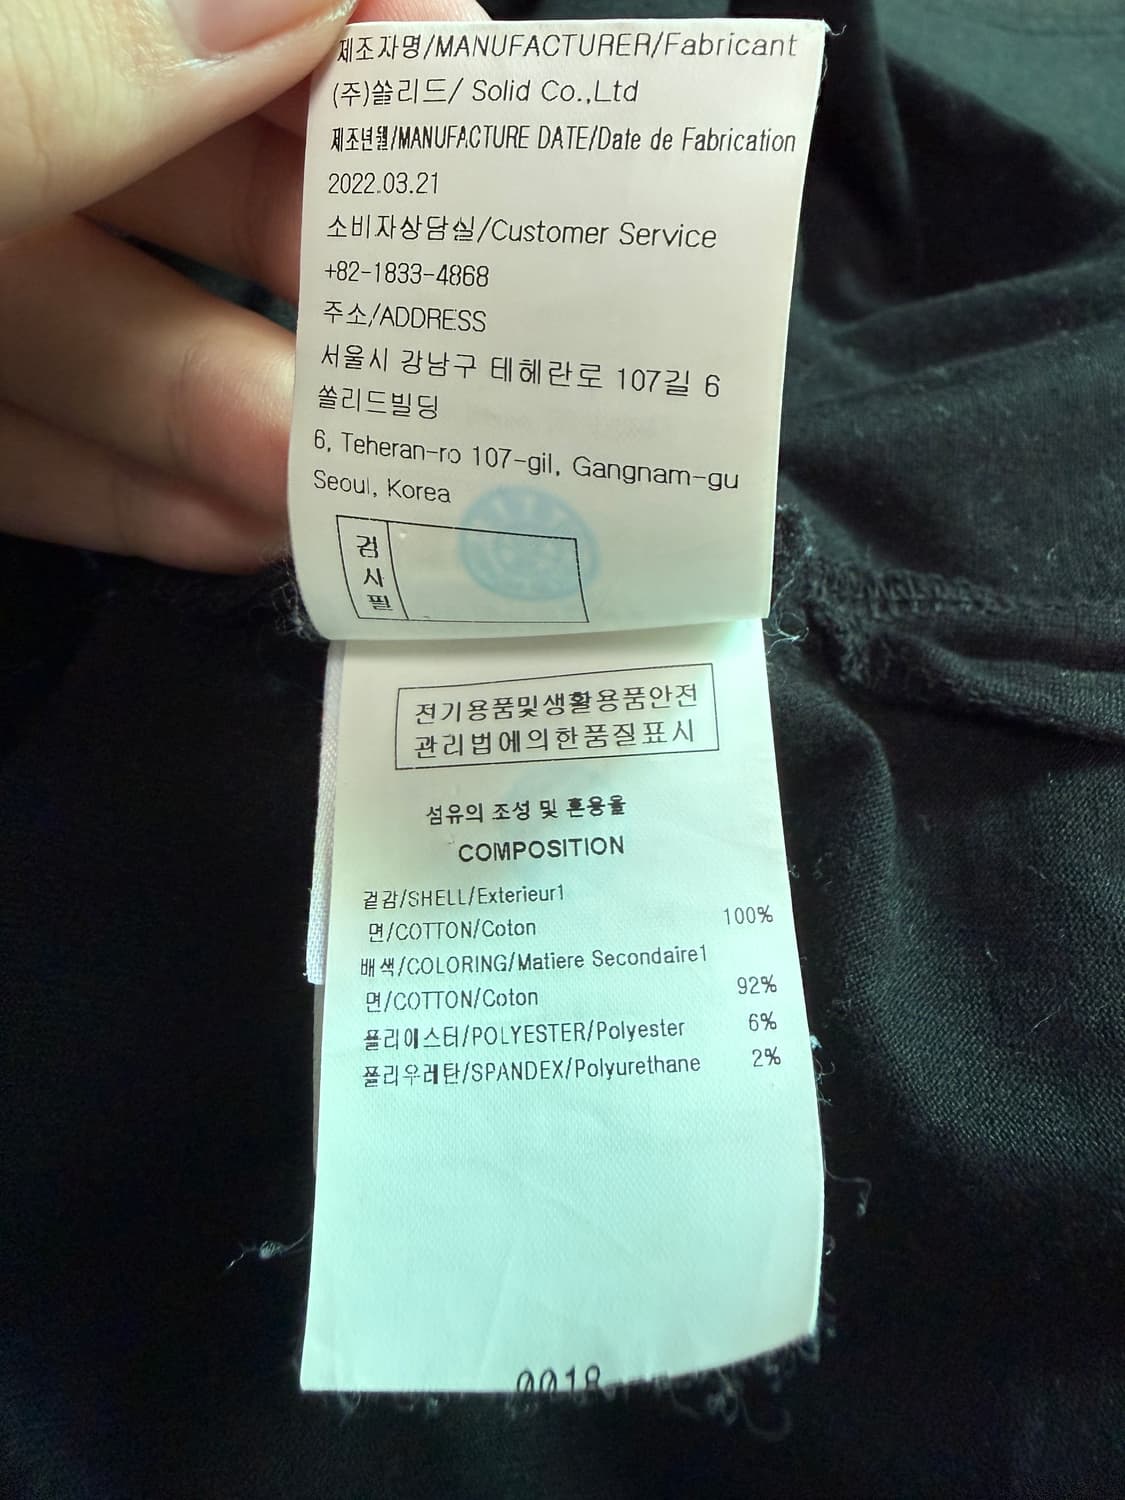 제조자명/MANUFACTURER/Fabricant
(주)쏠리드/ Solid Co.,Ltd
제조년월/MANUFACTURE DATE/Date de Fabrication
2022.03.21
소비자상담실/Customer Service
+82-1833-4868
주소/ADDRESS
서울시 강남구 테헤란로 107길 6
쏠리드빌딩
6, Teheran-ro 107-gil, Gangnam-gu
Seoul, Korea
검사필
전기용품및생활용품안전
관리법에의한품질표시
섬유의 조성 및 혼용율
COMPOSITION
겉감/SHELL/Exterieur1
면/COTTON/Coton 100%
배색/COLORING/Matiere Secondaire1
면/COTTON/Coton 92%
폴리에스터/POLYESTER/Polyester 6%
폴리우레탄/SPANDEX/Polyurethane 2%
0018